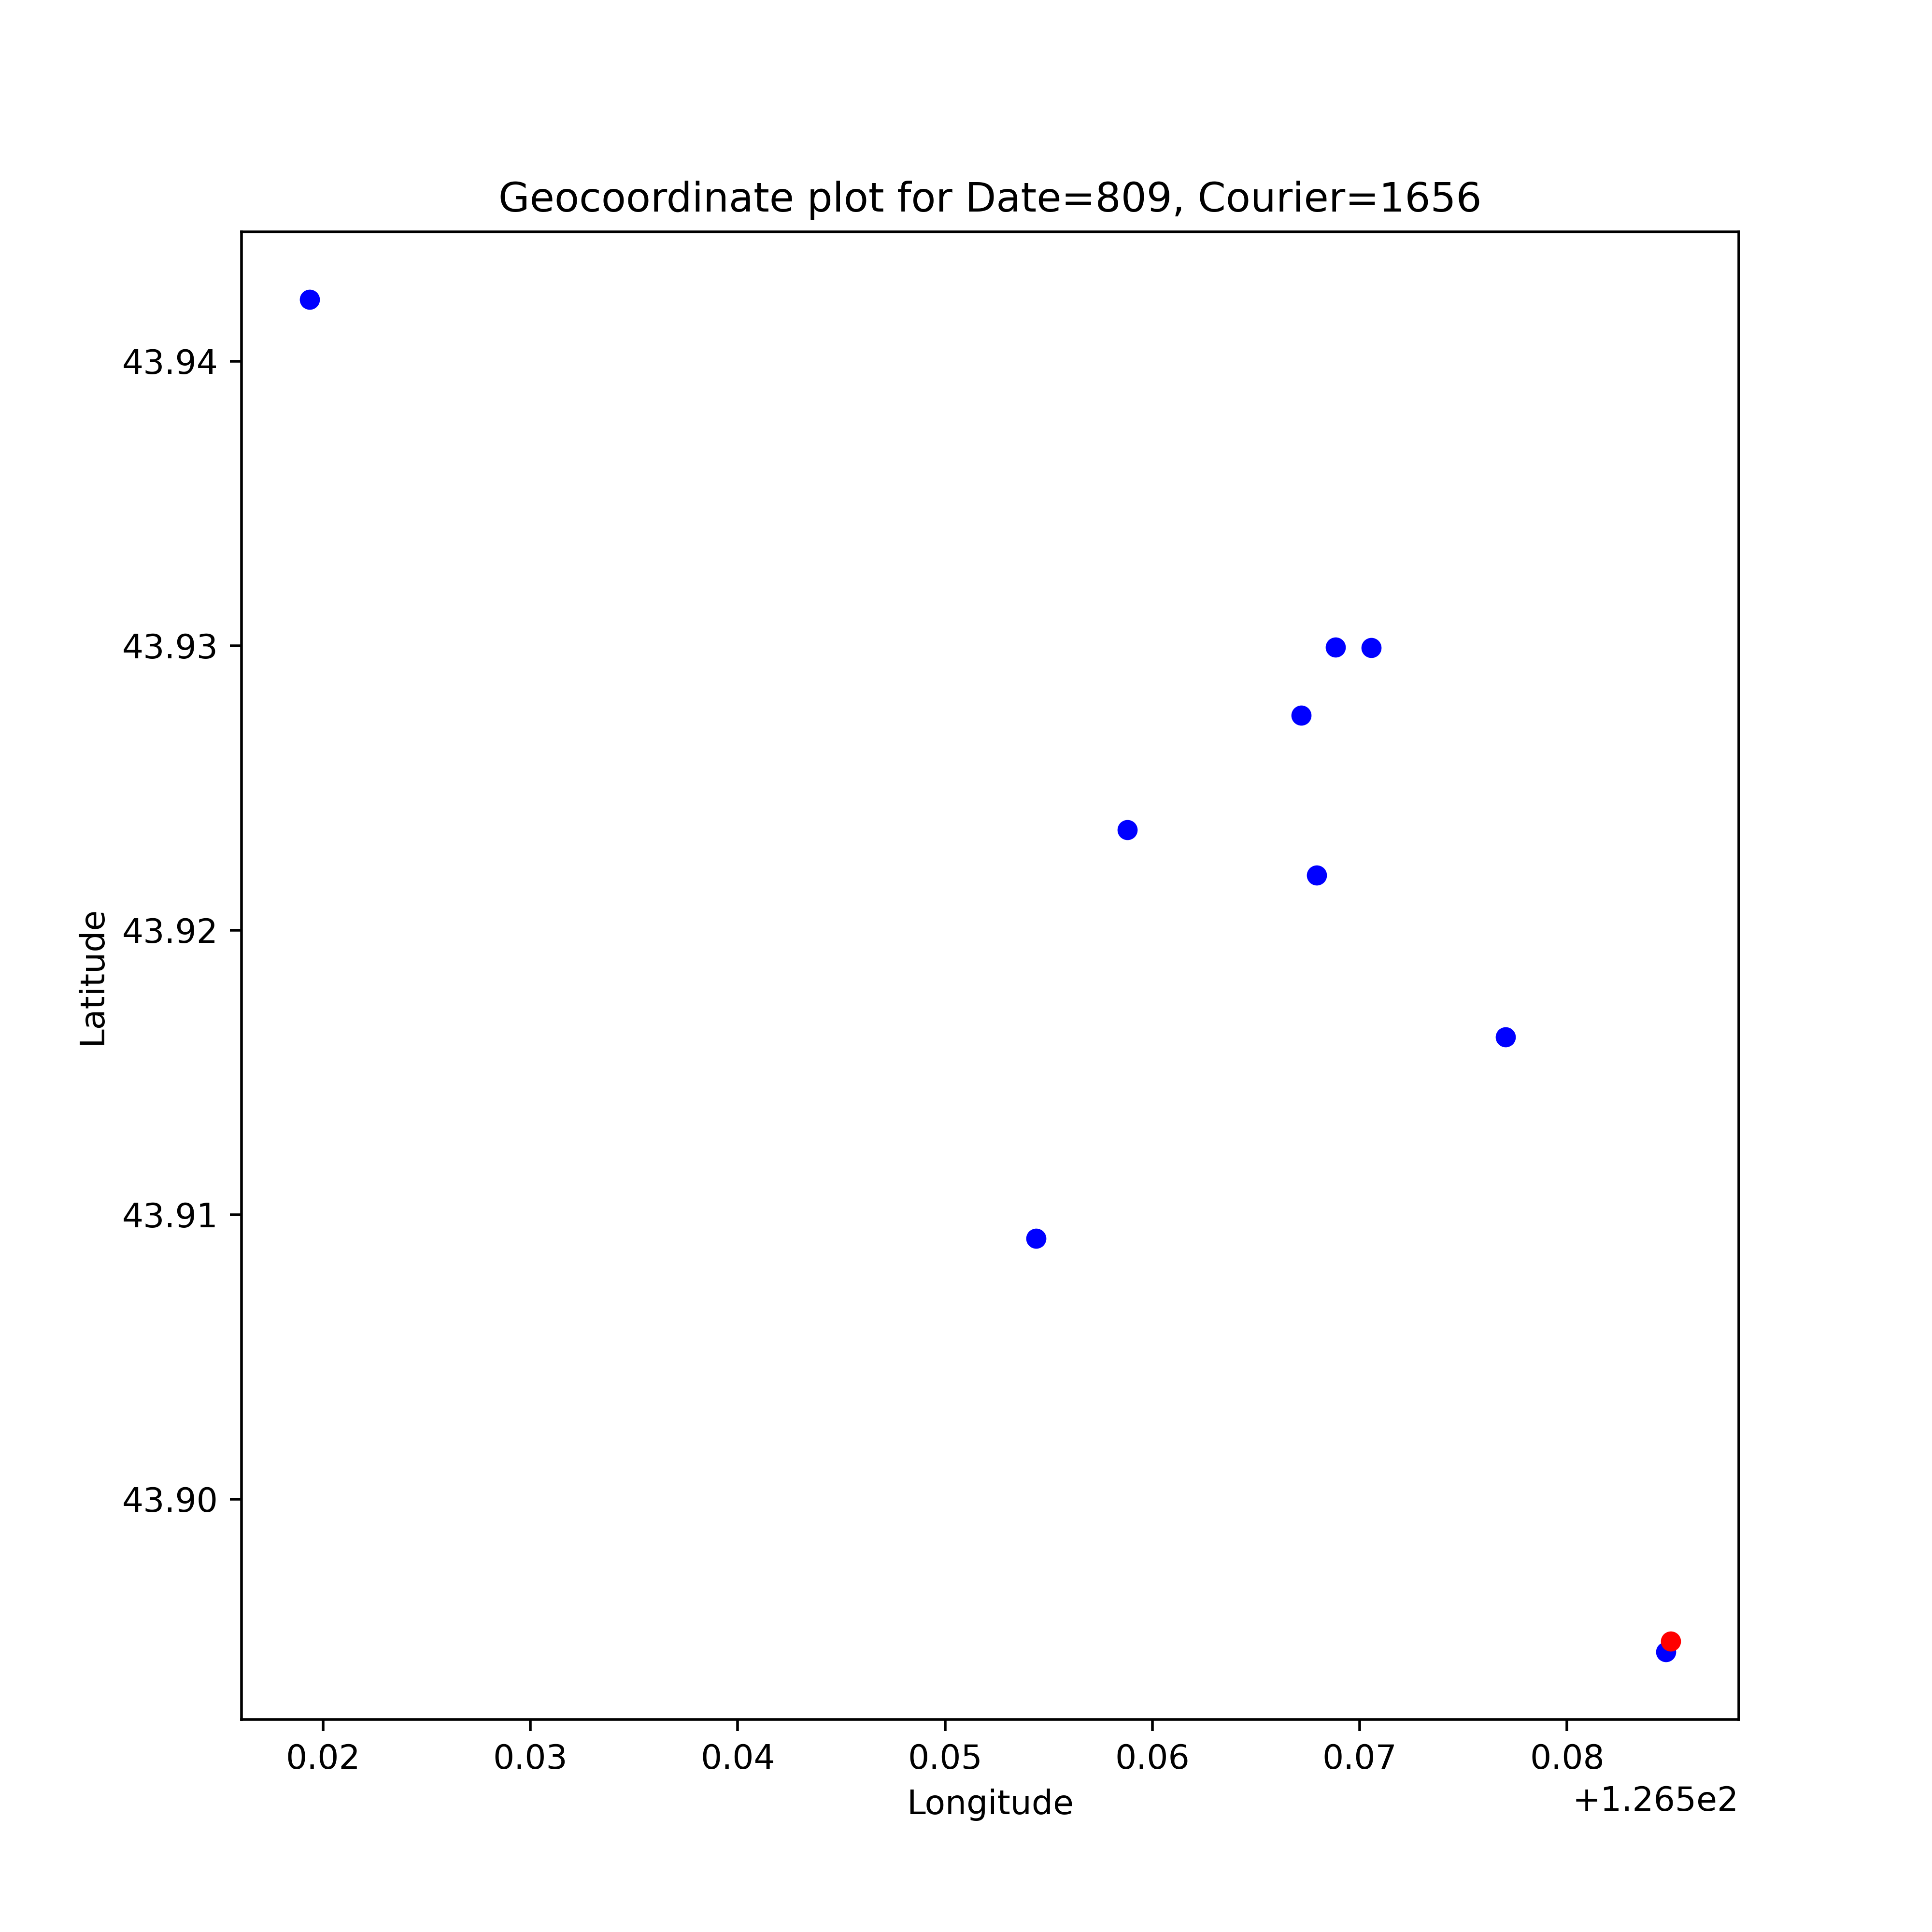 Geocoordinate plot for Date=809, Courier=1656
43.94
43.93
43.92
43.91
43.90
Latitude
0.02 0.03 0.04 0.05 0.06 0.07 0.08
+1.265e2
Longitude